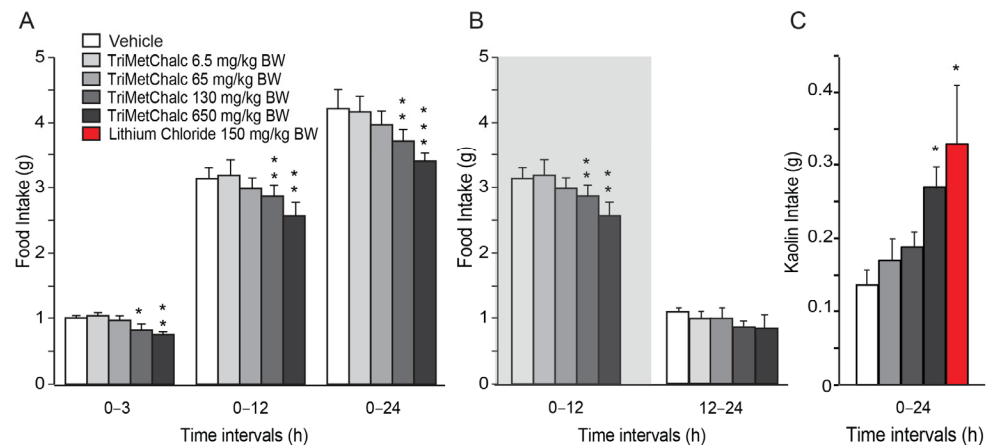 A
Vehicle
TriMetChalc 6.5 mg/kg BW
TriMetChalc 65 mg/kg BW
TriMetChalc 130 mg/kg BW
TriMetChalc 650 mg/kg BW
Lithium Chloride 150 mg/kg BW
Food Intake (g)
5
4
3
2
1
0
* *
* * *
* *
* *
*
* *
0–3
0–12
0–24
Time intervals (h)
B
Food Intake (g)
5
4
3
2
1
0
* *
* *
0–12
12–24
Time intervals (h)
C
Kaolin Intake (g)
0.4
0.3
0.2
0.1
0
*
*
0–24
Time intervals (h)